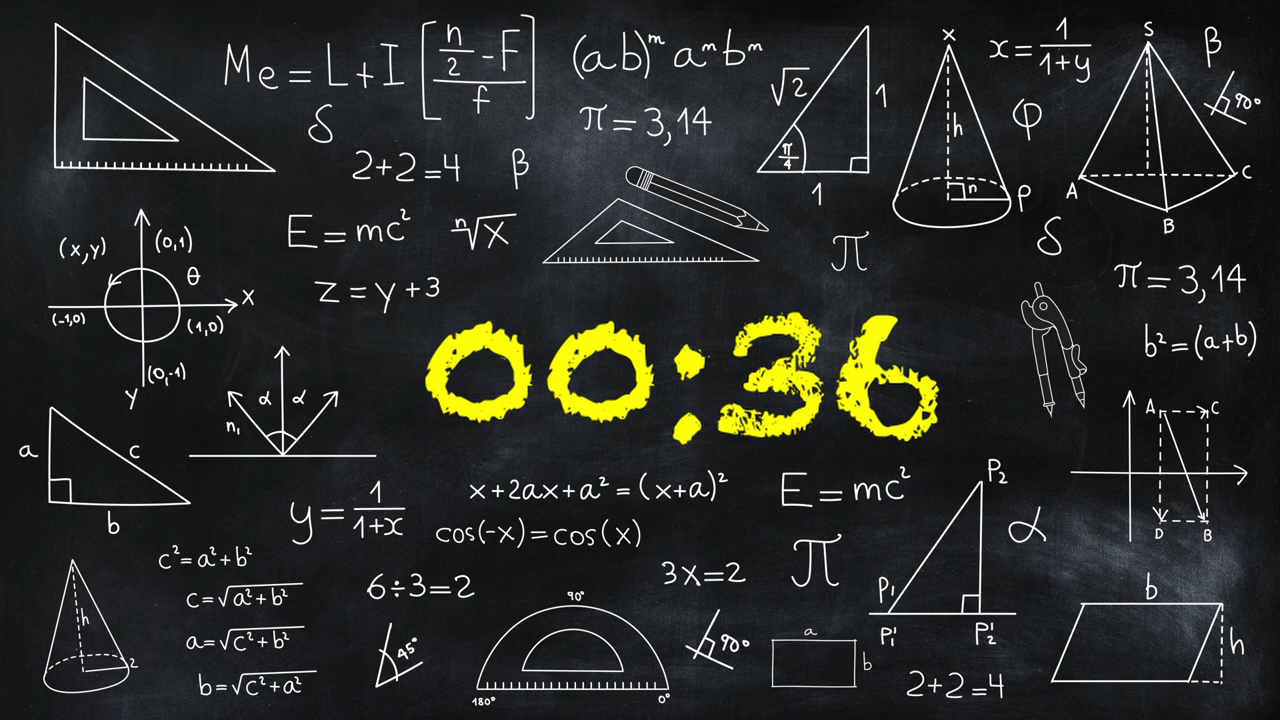 Me = L + I [n/2 - F / f]
(ab)ᵐ aᵐbᵐ
√2
1
π/4
1
X
h
n
P
x = 1/1+y
φ
S
A
B
C
β
90°
δ
π = 3,14
2+2=4
β
E = mc²
ⁿ√X
z = y + 3
π
δ
π = 3,14
b² = (a+b)
(x,y)
(0,1)
θ
X
(-1,0)
(1,0)
(0,-1)
y
00:36
α
α
n₁
a
c
b
A
C
D
B
y = 1/1+x
x+2ax+a² = (x+a)²
cos(-x) = cos(x)
E = mc²
π
P₂
P₁
P₁'
P₂'
α
h
2
c² = a² + b²
c = √a² + b²
a = √c² + b²
b = √c² + a²
6÷3=2
45°
90°
180°
0°
3x=2
90°
a
b
2+2=4
b
h